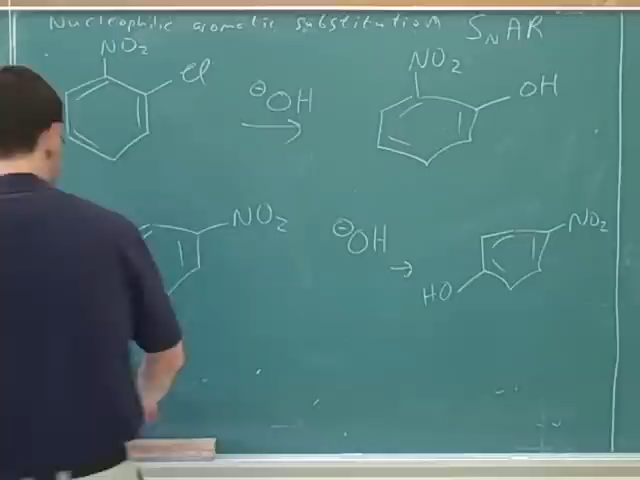 Nucleophilic aromatic substitution SNAR
NO2 Cl ⊖OH NO2 OH
NO2 ⊖OH HO NO2